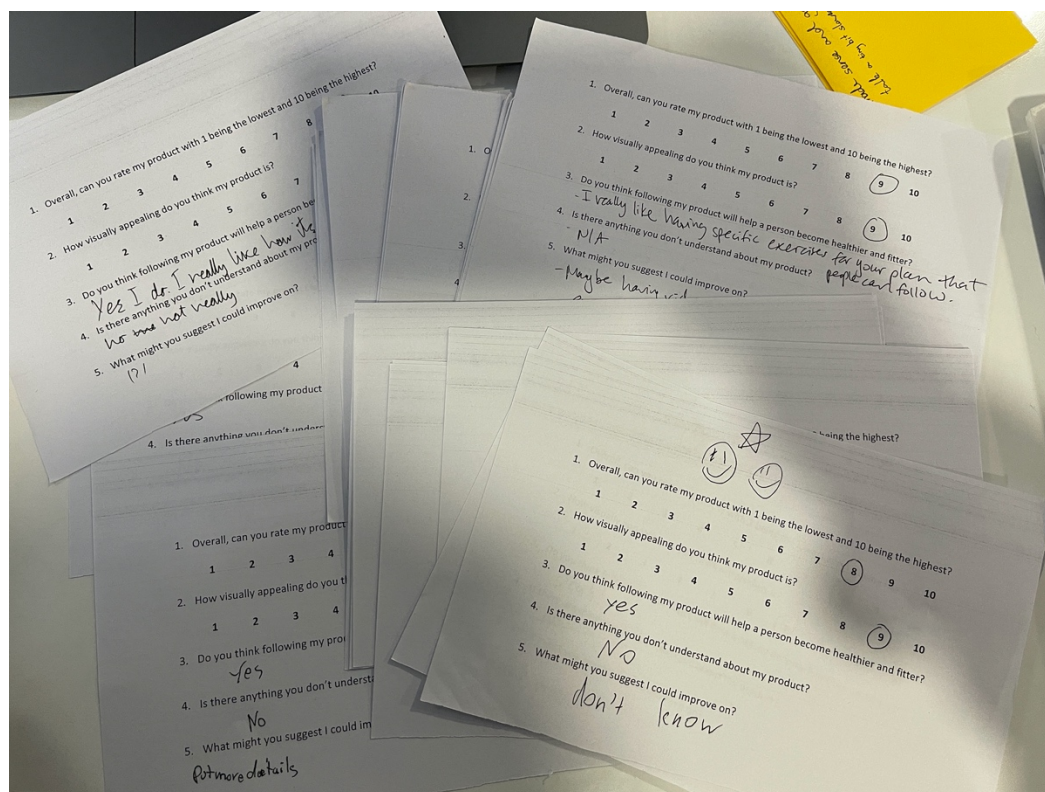 1. Overall, can you rate my product with 1 being the lowest and 10 being the highest?
1 2 3 4 5 6 7 8
2. How visually appealing do you think my product is?
1 2 3 4 5 6 7
3. Do you think following my product will help a person be
Yes I do. I really like how its
4. Is there anything you don't understand about my pro
no not really
5. What might you suggest I could improve on?
1. O
2.
3.
4
1. Overall, can you rate my product with 1 being the lowest and 10 being the highest?
1 2 3 4 5 6 7 8 9 10
2. How visually appealing do you think my product is?
1 2 3 4 5 6 7 8 9 10
3. Do you think following my product will help a person become healthier and fitter?
-I really like having specific exercises for your plan that
people can follow.
4. Is there anything you don't understand about my product?
- N/A
5. What might you suggest I could improve on?
-Maybe having
sense and
talk a tiny bit
4
following my product
4. Is there anything you don't
1. Overall, can you rate my product
1 2 3 4
2. How visually appealing do you t
1 2 3 4
3. Do you think following my pro
Yes
4. Is there anything you don't underst
No
5. What might you suggest I could im
Put more details
being the highest?
1. Overall, can you rate my product with 1 being the lowest and 10 being the highest?
1 2 3 4 5 6 7 8 9 10
2. How visually appealing do you think my product is?
1 2 3 4 5 6 7 8 9 10
3. Do you think following my product will help a person become healthier and fitter?
yes
4. Is there anything you don't understand about my product?
No
5. What might you suggest I could improve on?
don't know